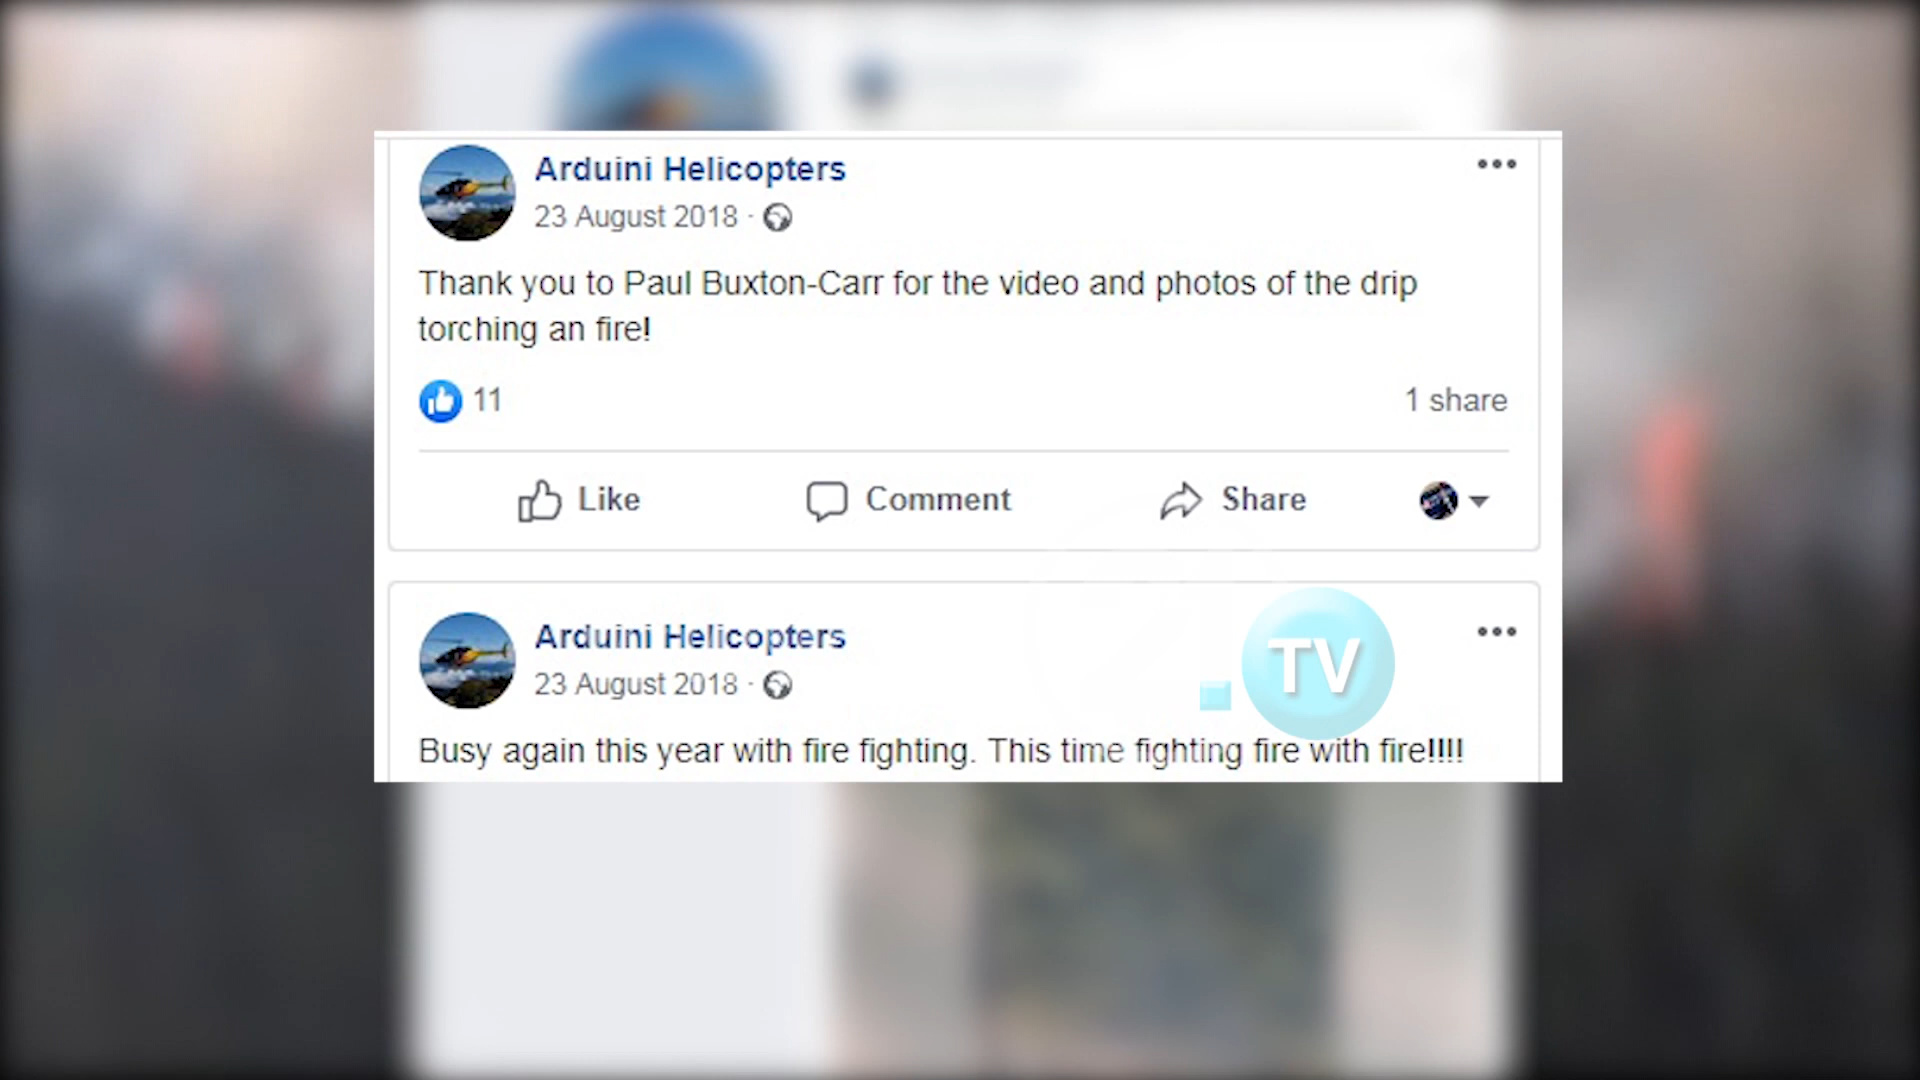 Arduini Helicopters
23 August 2018 ·
Thank you to Paul Buxton-Carr for the video and photos of the drip
torching an fire!
11
1 share
Like
Comment
Share
Arduini Helicopters
23 August 2018 ·
TV
Busy again this year with fire fighting. This time fighting fire with fire!!!!